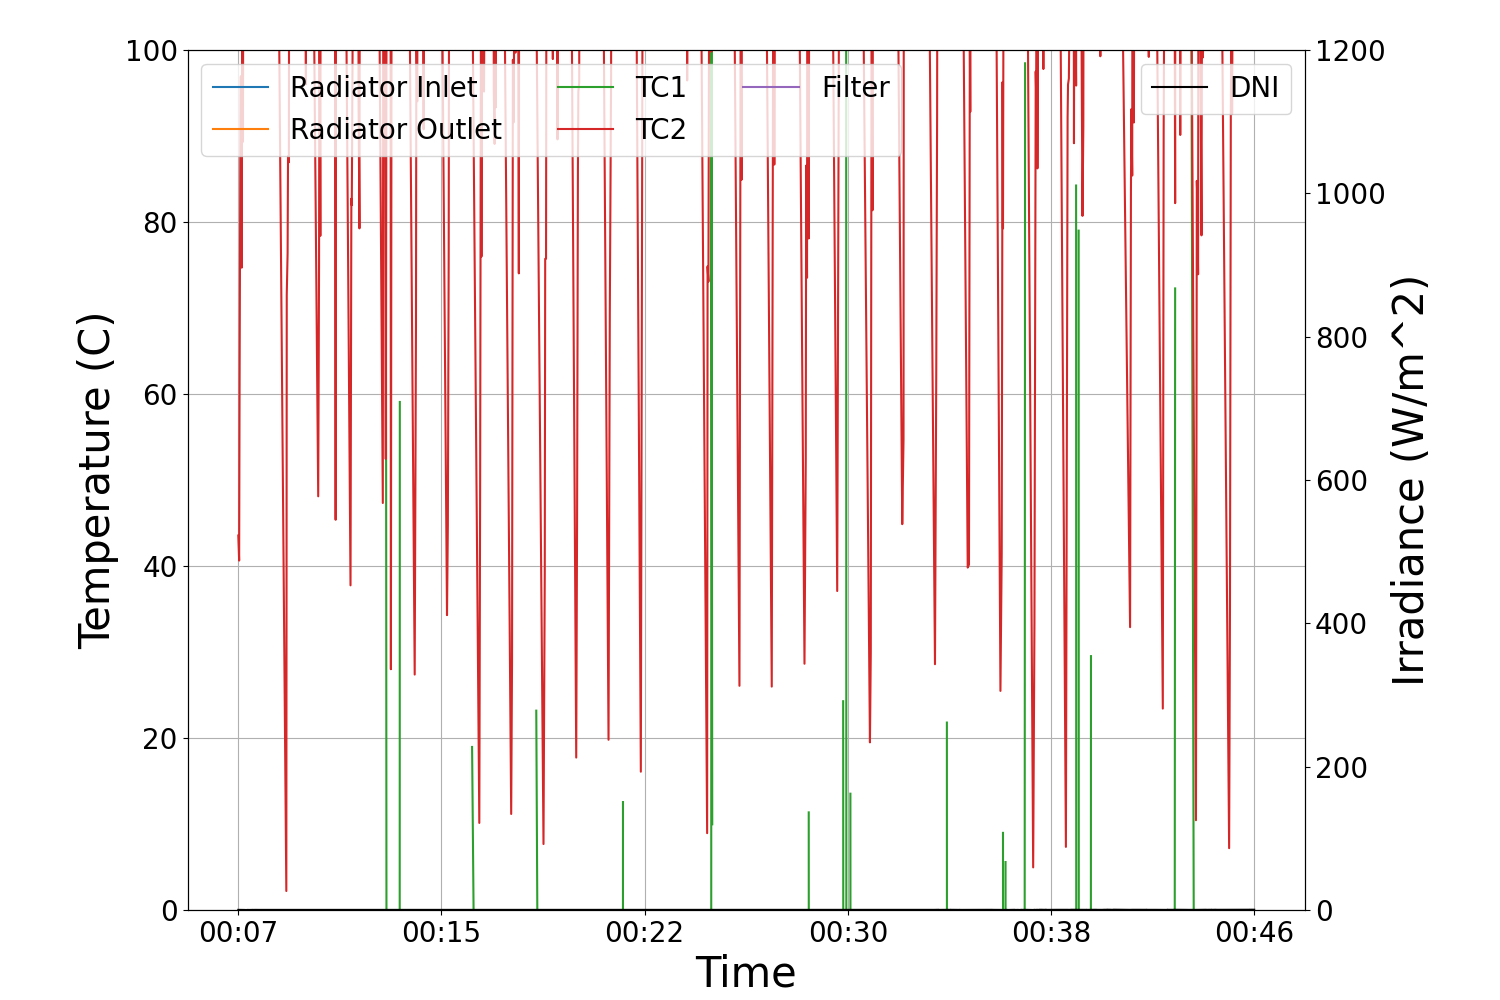 Radiator Inlet
Radiator Outlet
TC1
TC2
Filter
DNI
Temperature (C)
100
80
60
40
20
0
1200
1000
800
600
400
200
0
Irradiance (W/m^2)
00:07 00:15 00:22 00:30 00:38 00:46
Time